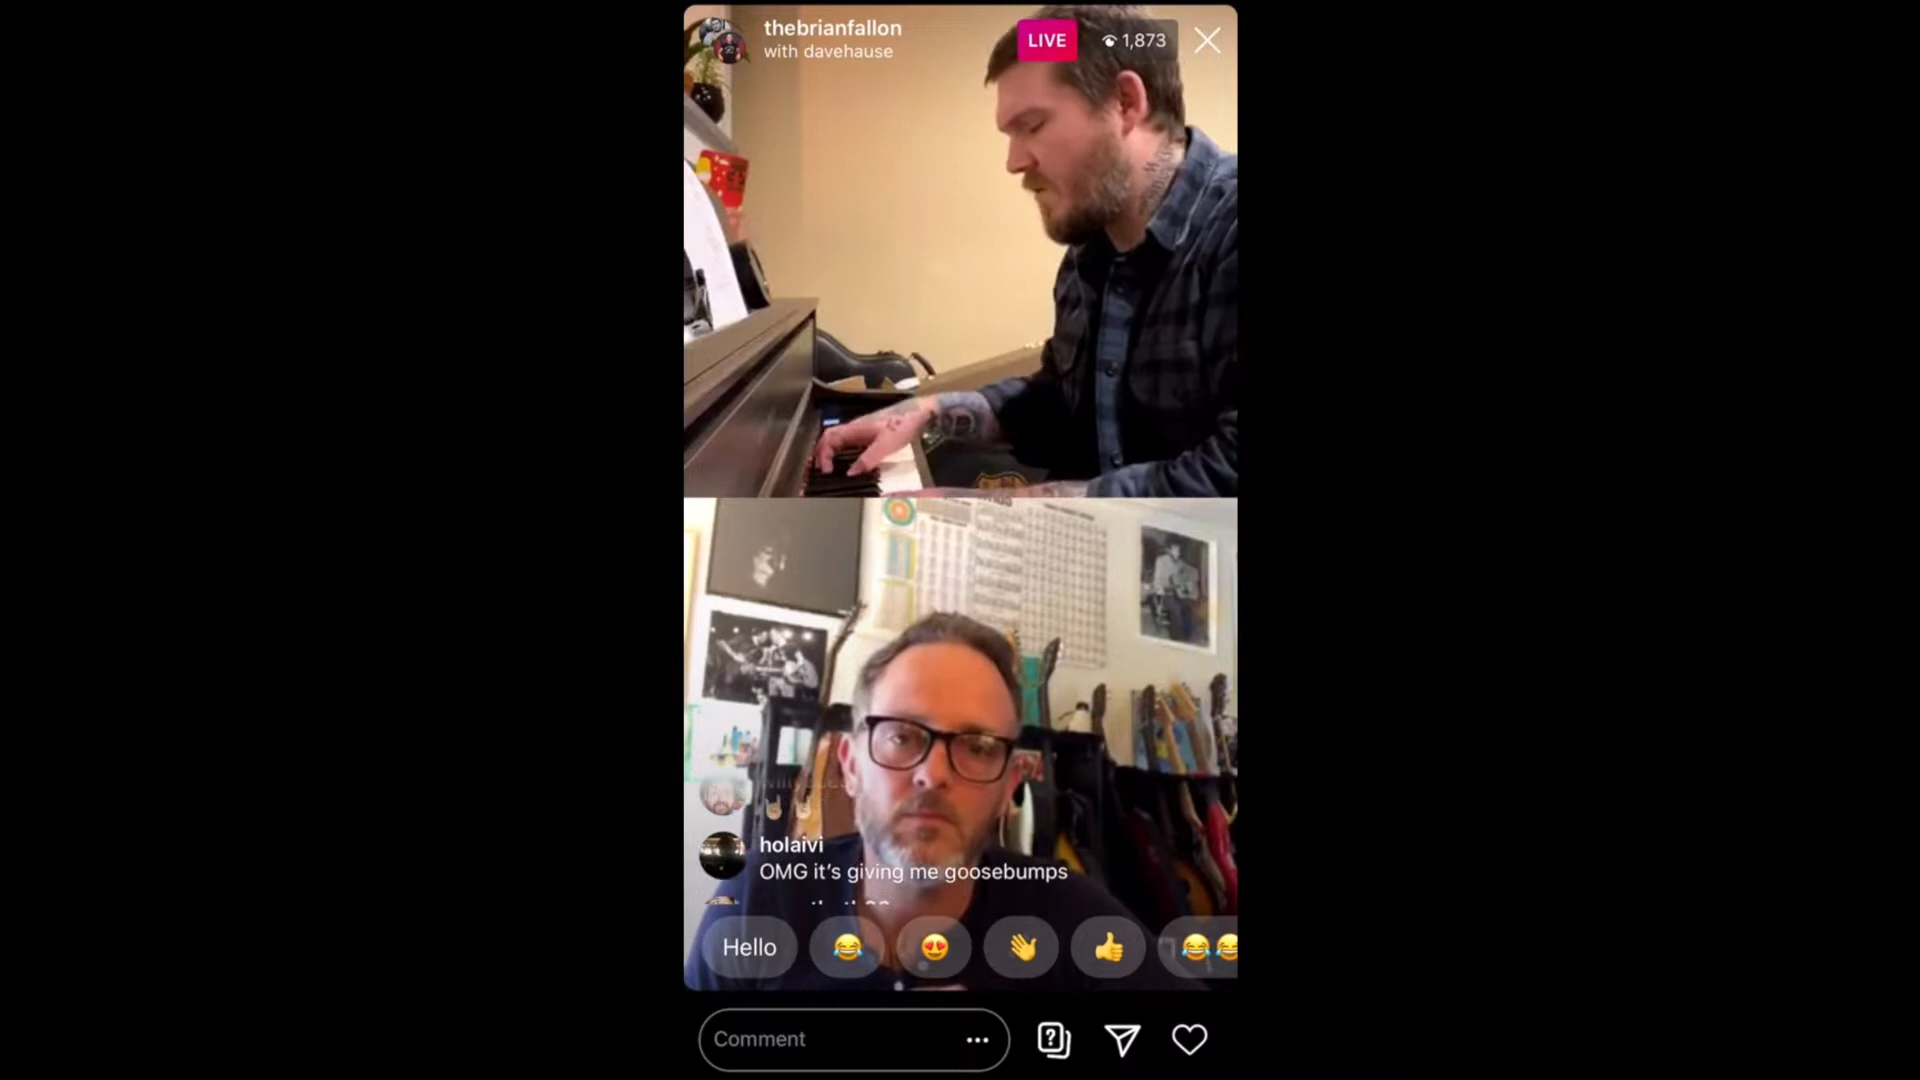 thebrianfallon
with davehause
LIVE
1,873
holaivi
OMG it's giving me goosebumps
Hello
Comment